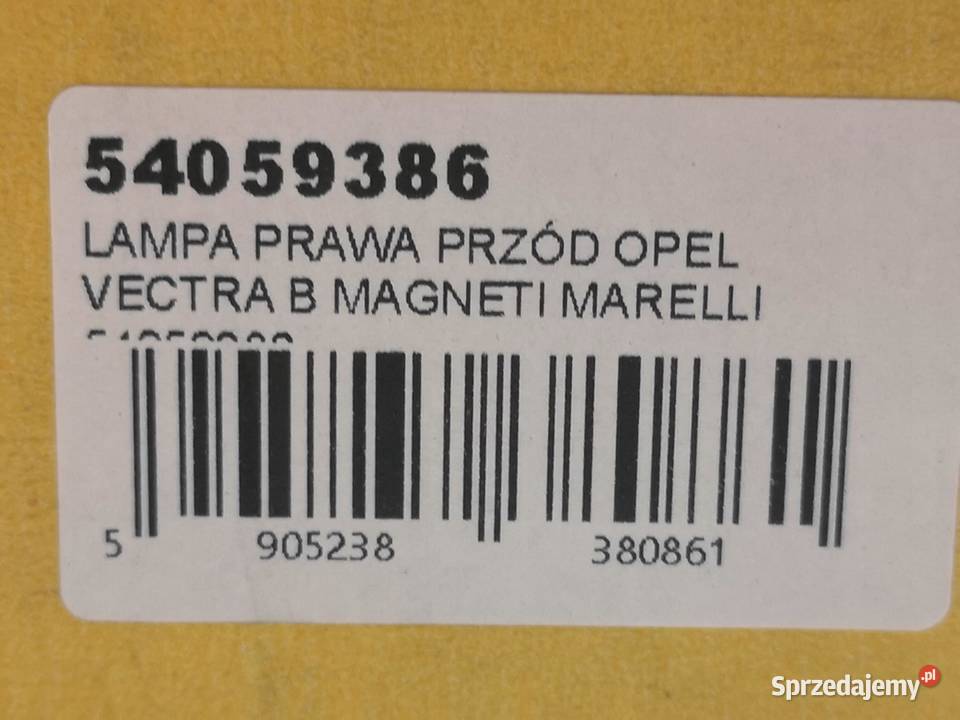 54059386
LAMPA PRAWA PRZÓD OPEL
VECTRA B MAGNETI MARELLI
5 905238 380861
Sprzedajemy.pl